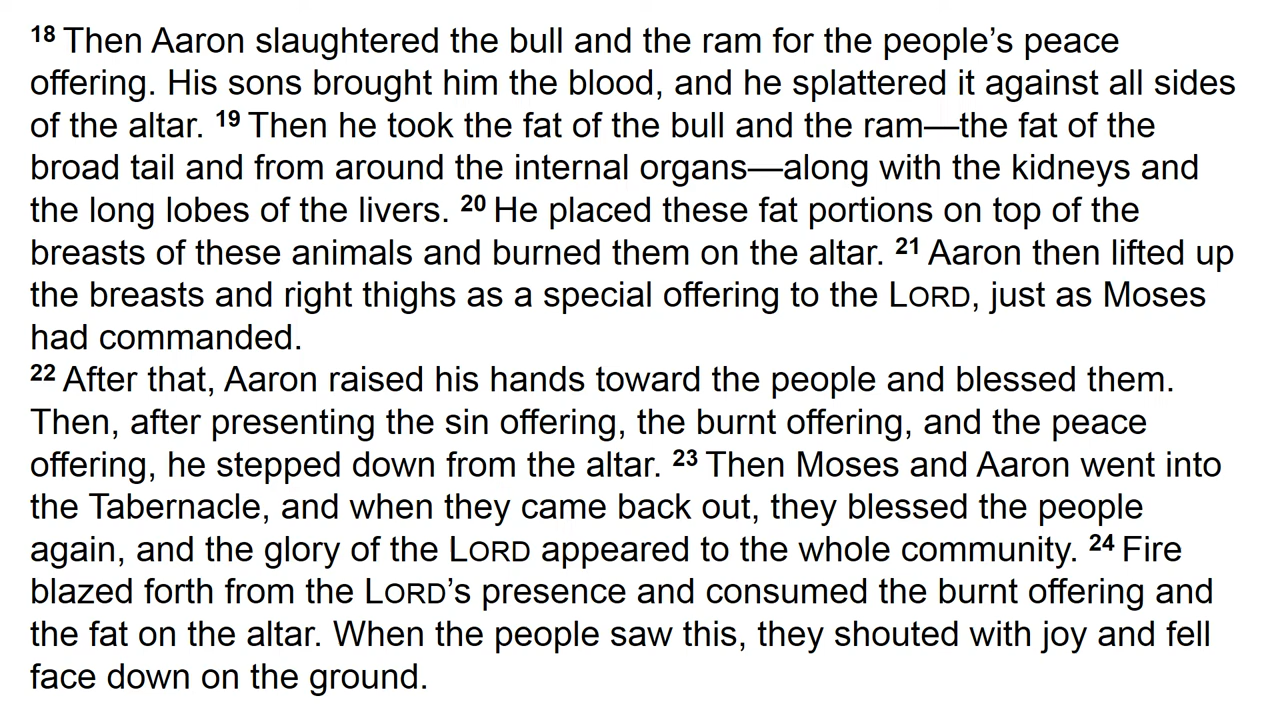 18 Then Aaron slaughtered the bull and the ram for the people’s peace
offering. His sons brought him the blood, and he splattered it against all sides
of the altar. 19 Then he took the fat of the bull and the ram—the fat of the
broad tail and from around the internal organs—along with the kidneys and
the long lobes of the livers. 20 He placed these fat portions on top of the
breasts of these animals and burned them on the altar. 21 Aaron then lifted up
the breasts and right thighs as a special offering to the LORD, just as Moses
had commanded.
22 After that, Aaron raised his hands toward the people and blessed them.
Then, after presenting the sin offering, the burnt offering, and the peace
offering, he stepped down from the altar. 23 Then Moses and Aaron went into
the Tabernacle, and when they came back out, they blessed the people
again, and the glory of the LORD appeared to the whole community. 24 Fire
blazed forth from the LORD’s presence and consumed the burnt offering and
the fat on the altar. When the people saw this, they shouted with joy and fell
face down on the ground.